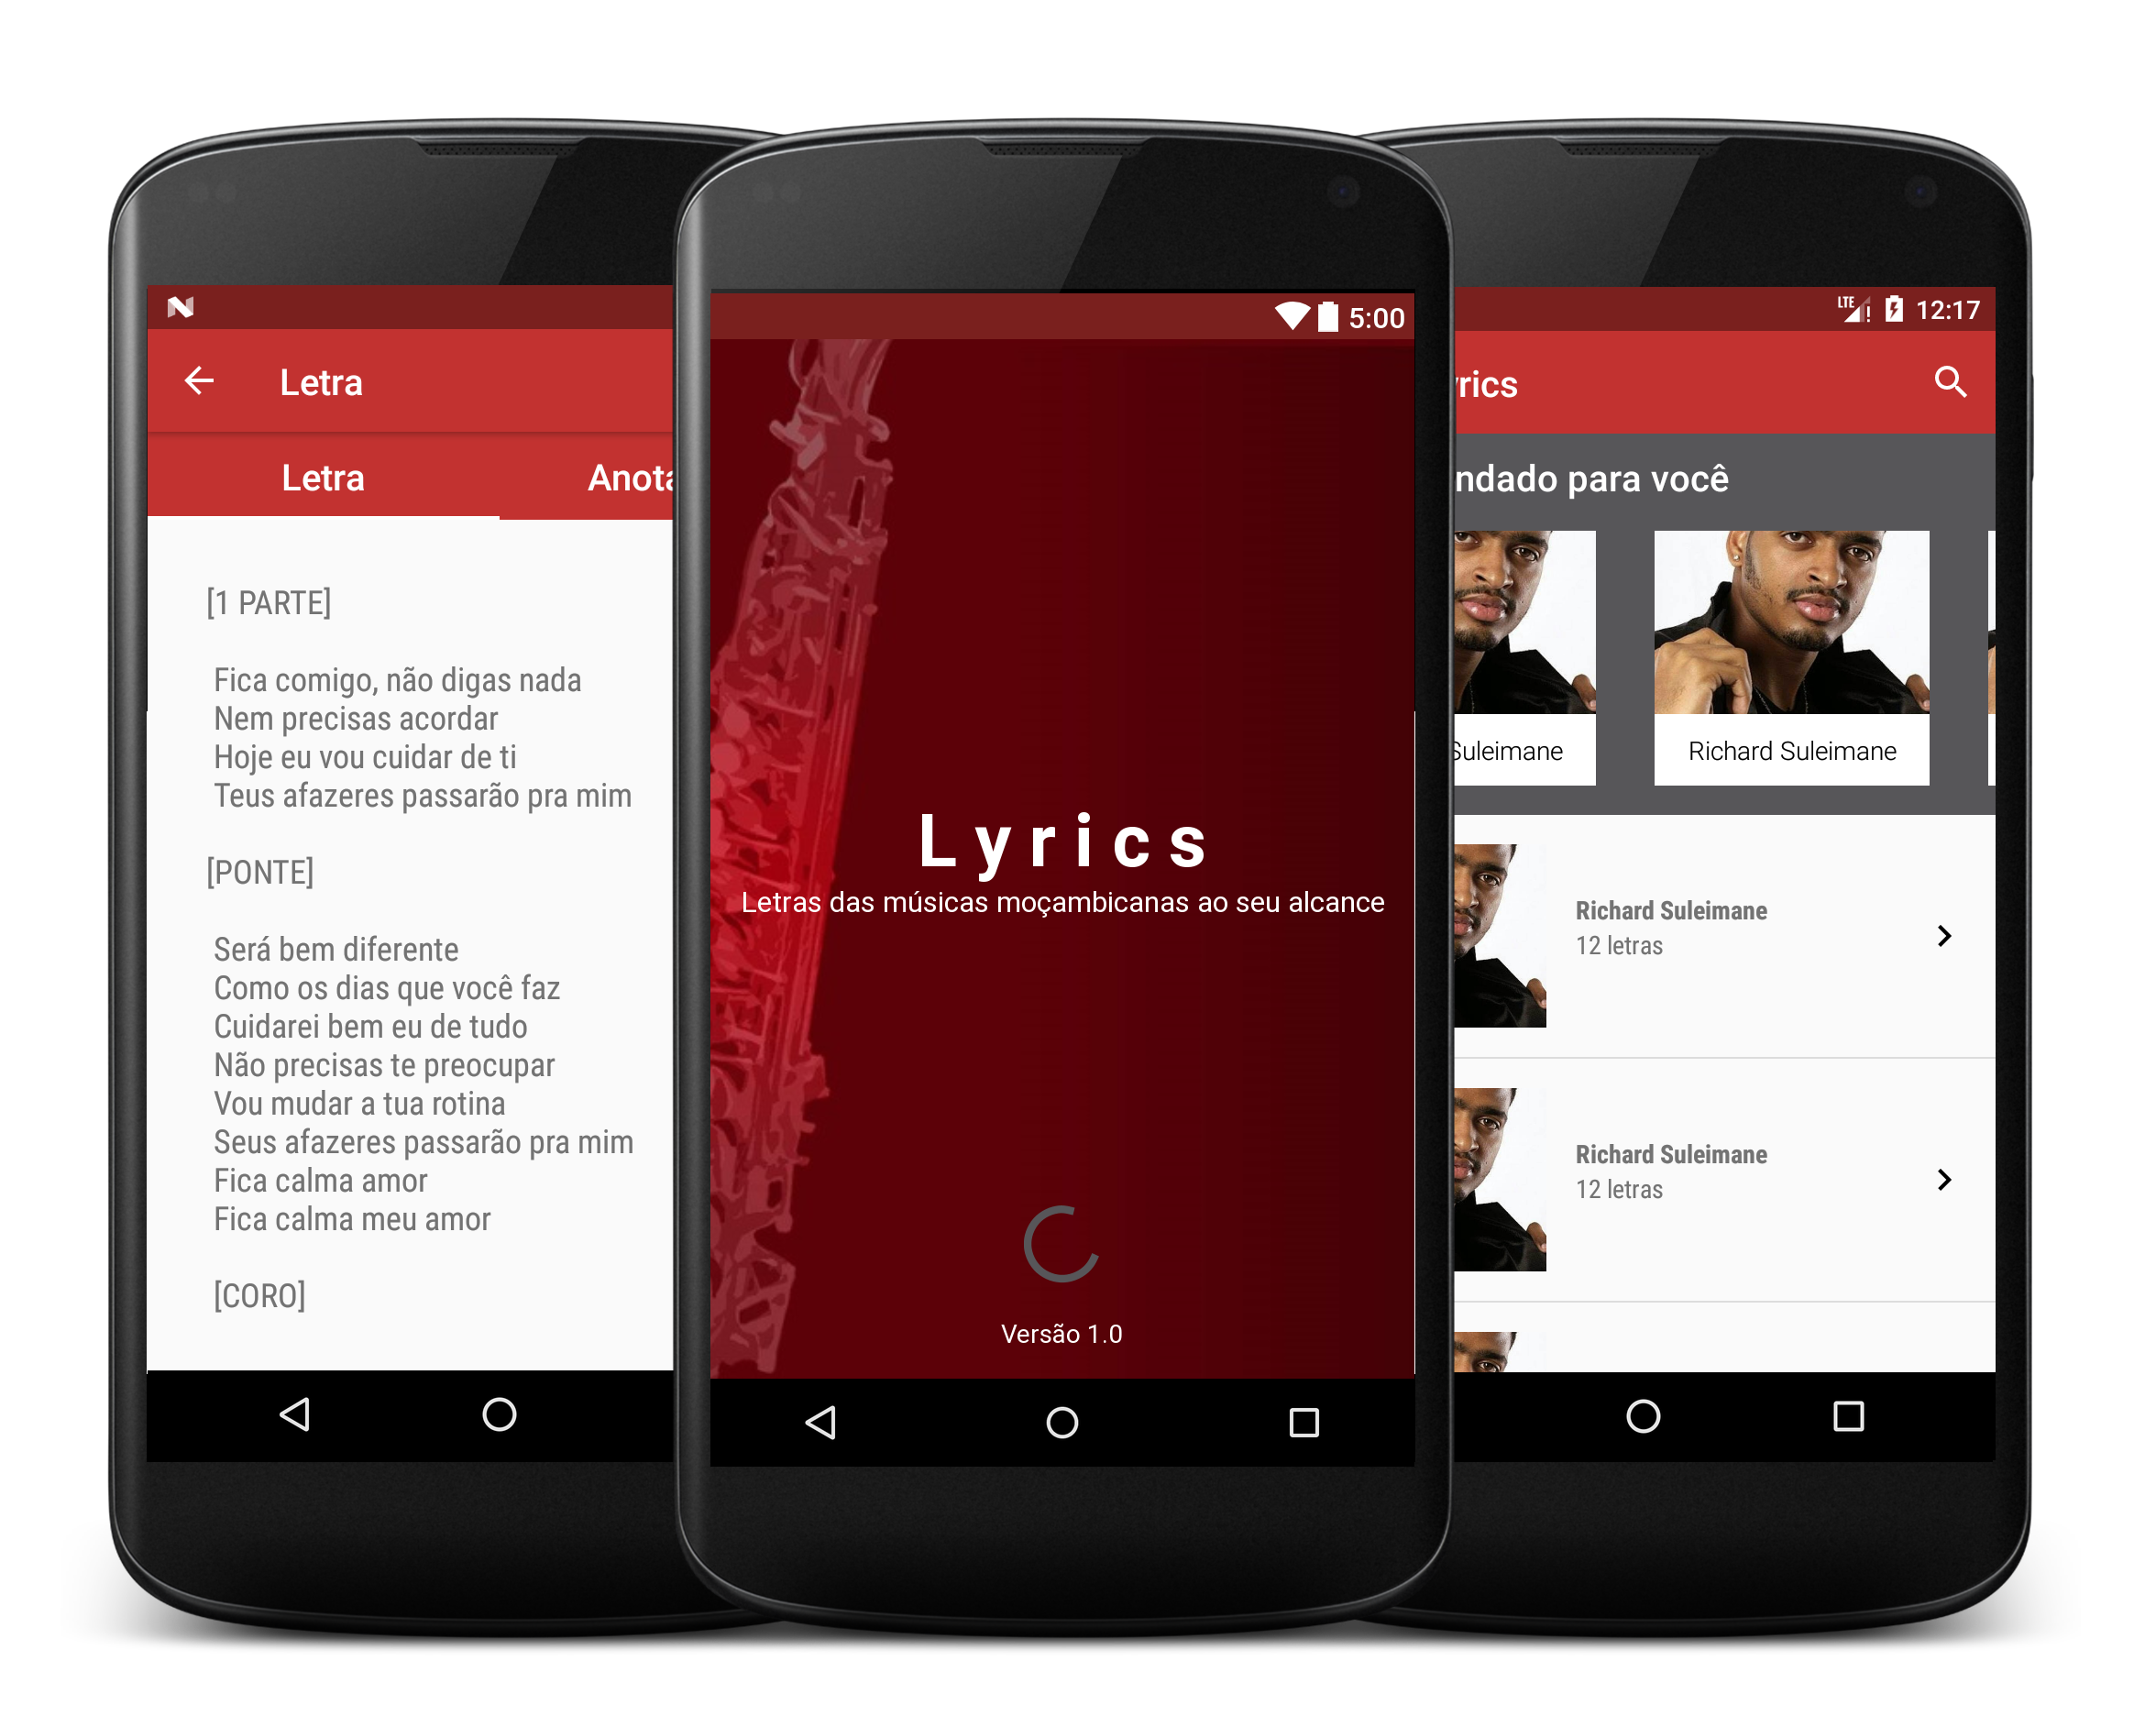 Letra
Letra
Anota
[1 PARTE]
Fica comigo, não digas nada
Nem precisas acordar
Hoje eu vou cuidar de ti
Teus afazeres passarão pra mim
[PONTE]
Será bem diferente
Como os dias que você faz
Cuidarei bem eu de tudo
Não precisas te preocupar
Vou mudar a tua rotina
Seus afazeres passarão pra mim
Fica calma amor
Fica calma meu amor
[CORO]
5:00
Lyrics
Letras das músicas moçambicanas ao seu alcance
Versão 1.0
LTE 12:17
yrics
ndado para você
Suleimane
Richard Suleimane
Richard Suleimane
12 letras
Richard Suleimane
12 letras